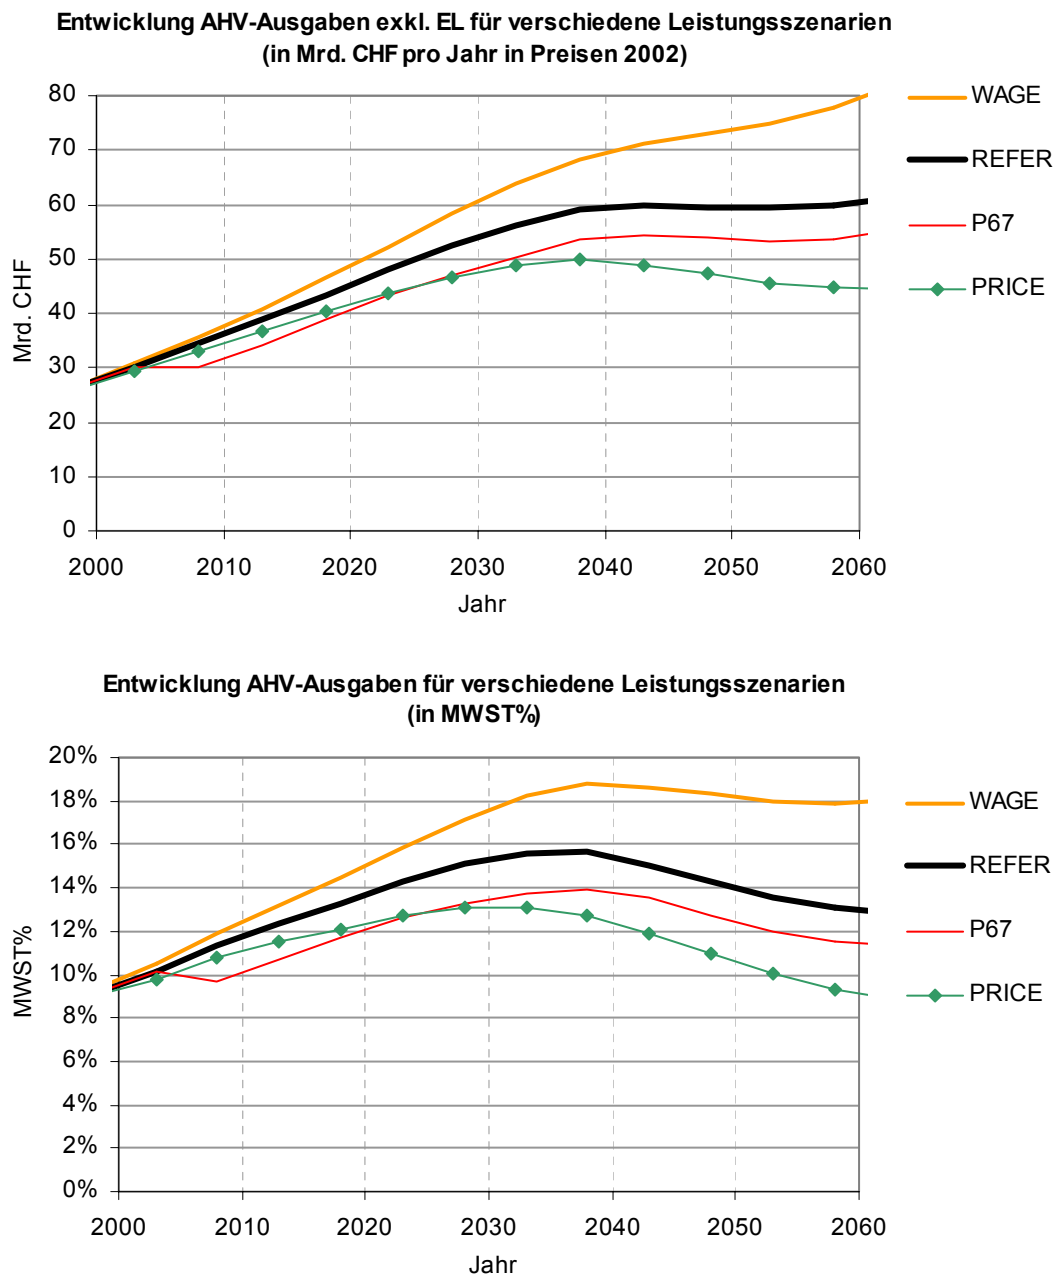 Entwicklung AHV-Ausgaben exkl. EL für verschiedene Leistungsszenarien
(in Mrd. CHF pro Jahr in Preisen 2002)
80
70
60
50
40
30
20
10
0
Mrd. CHF
2000 2010 2020 2030 2040 2050 2060
Jahr
WAGE
REFER
P67
PRICE
Entwicklung AHV-Ausgaben für verschiedene Leistungsszenarien
(in MWST%)
20%
18%
16%
14%
12%
10%
8%
6%
4%
2%
0%
MWST%
2000 2010 2020 2030 2040 2050 2060
Jahr
WAGE
REFER
P67
PRICE